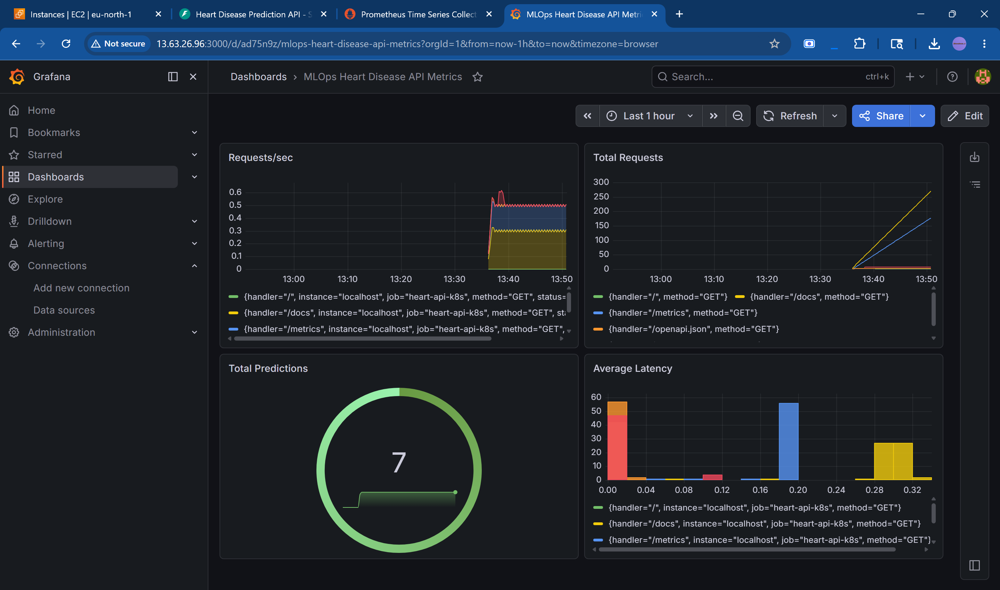 Instances | EC2 | eu-north-1
Heart Disease Prediction API - S
Prometheus Time Series Collect
MLOps Heart Disease API Metri
Not secure
13.63.26.96:3000/d/ad75n9z/mlops-heart-disease-api-metrics?orgId=1&from=now-1h&to=now&timezone=browser
Grafana
Dashboards › MLOps Heart Disease API Metrics
Search... ctrl+k
Home
Bookmarks
Starred
Dashboards
Explore
Drilldown
Alerting
Connections
Add new connection
Data sources
Administration
Last 1 hour
Refresh
Share
Edit
Requests/sec
0.6
0.5
0.4
0.3
0.2
0.1
0
13:00 13:10 13:20 13:30 13:40 13:50
{handler="/", instance="localhost", job="heart-api-k8s", method="GET", status=
{handler="/docs", instance="localhost", job="heart-api-k8s", method="GET", sta
{handler="/metrics", instance="localhost", job="heart-api-k8s", method="GET",
Total Requests
300
250
200
150
100
50
0
13:00 13:10 13:20 13:30 13:40 13:50
{handler="/", method="GET"} {handler="/docs", method="GET"}
{handler="/metrics", method="GET"}
{handler="/openapi.json", method="GET"}
Total Predictions
7
Average Latency
60
50
40
30
20
10
0
0.00 0.04 0.08 0.12 0.16 0.20 0.24 0.28 0.32
{handler="/", instance="localhost", job="heart-api-k8s", method="GET"}
{handler="/docs", instance="localhost", job="heart-api-k8s", method="GET"}
{handler="/metrics", instance="localhost", job="heart-api-k8s", method="GET"}